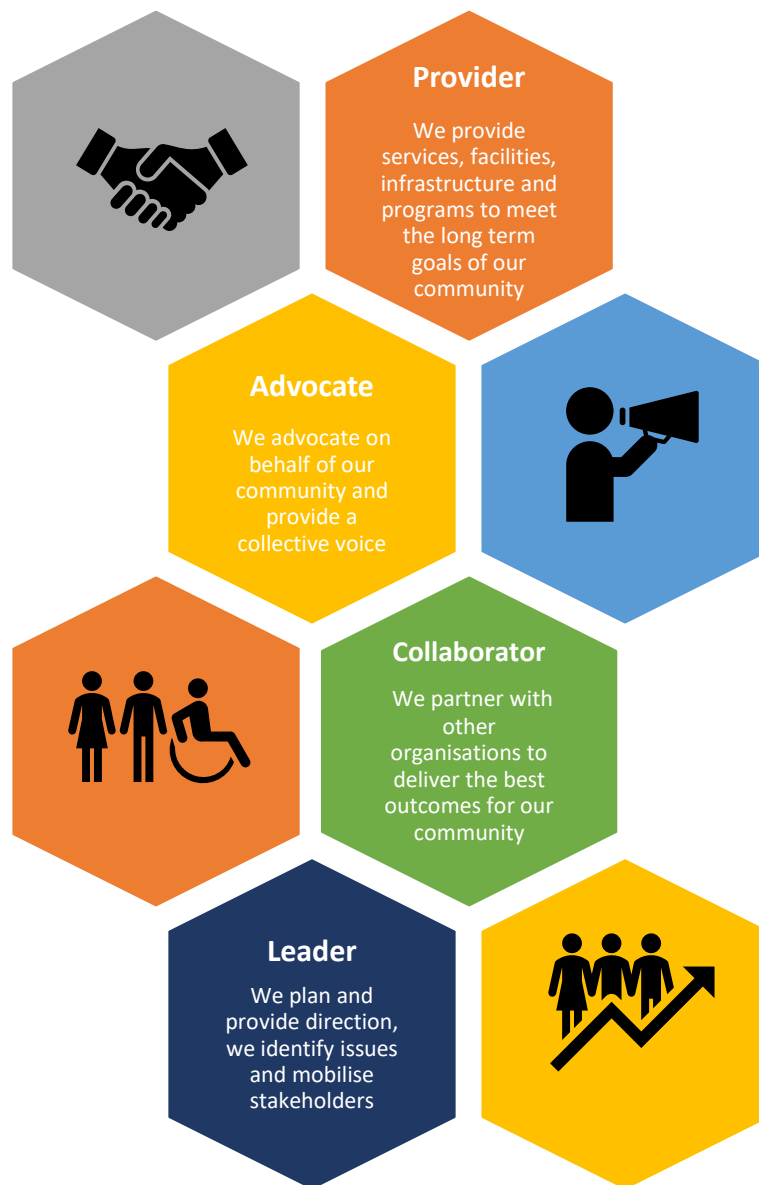 Provider
We provide
services, facilities,
infrastructure and
programs to meet
the long term
goals of our
community
Advocate
We advocate on
behalf of our
community and
provide a
collective voice
Collaborator
We partner with
other
organisations to
deliver the best
outcomes for our
community
Leader
We plan and
provide direction,
we identify issues
and mobilise
stakeholders